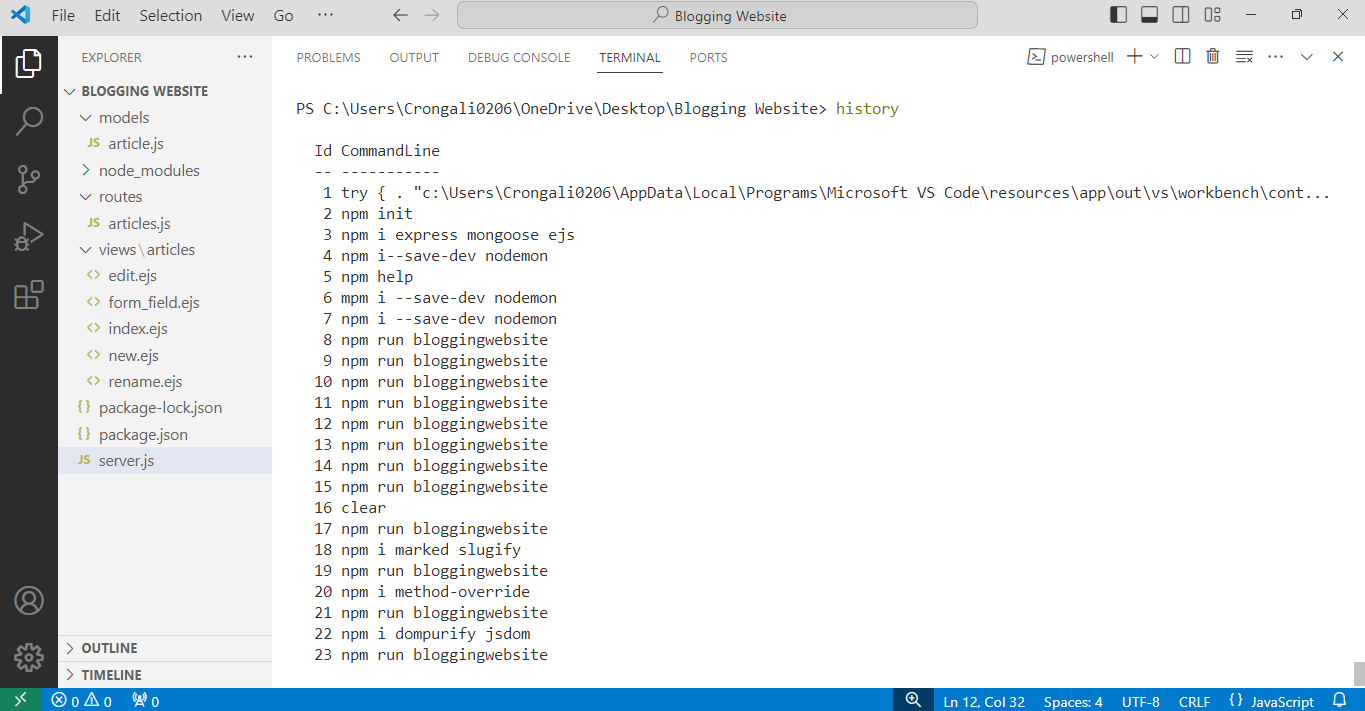 File Edit Selection View Go ··· Blogging Website
EXPLORER ···
BLOGGING WEBSITE
models
JS article.js
node_modules
routes
JS articles.js
views\articles
<> edit.ejs
<> form_field.ejs
<> index.ejs
<> new.ejs
<> rename.ejs
{} package-lock.json
{} package.json
JS server.js
OUTLINE
TIMELINE
PROBLEMS OUTPUT DEBUG CONSOLE TERMINAL PORTS powershell
PS C:\Users\Crongali0206\OneDrive\Desktop\Blogging Website> history
Id CommandLine
-- -----------
1 try { . "c:\Users\Crongali0206\AppData\Local\Programs\Microsoft VS Code\resources\app\out\vs\workbench\cont...
2 npm init
3 npm i express mongoose ejs
4 npm i--save-dev nodemon
5 npm help
6 mpm i --save-dev nodemon
7 npm i --save-dev nodemon
8 npm run bloggingwebsite
9 npm run bloggingwebsite
10 npm run bloggingwebsite
11 npm run bloggingwebsite
12 npm run bloggingwebsite
13 npm run bloggingwebsite
14 npm run bloggingwebsite
15 npm run bloggingwebsite
16 clear
17 npm run bloggingwebsite
18 npm i marked slugify
19 npm run bloggingwebsite
20 npm i method-override
21 npm run bloggingwebsite
22 npm i dompurify jsdom
23 npm run bloggingwebsite
0 0 0 Ln 12, Col 32 Spaces: 4 UTF-8 CRLF {} JavaScript